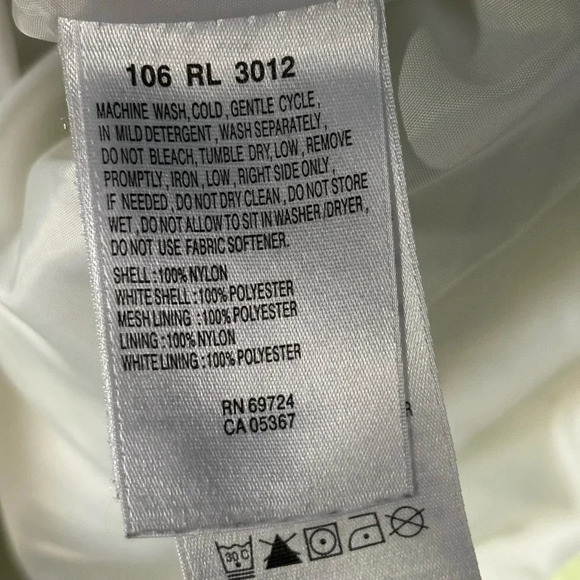 106 RL 3012
MACHINE WASH,COLD,GENTLE CYCLE,
IN MILD DETERGENT,WASH SEPARATELY,
DO NOT BLEACH,TUMBLE DRY,LOW,REMOVE
PROMPTLY,IRON,LOW,RIGHT SIDE ONLY,
IF NEEDED,DO NOT DRY CLEAN,DO NOT STORE
WET,DO NOT ALLOW TO SIT IN WASHER/DRYER,
DO NOT USE FABRIC SOFTENER.
SHELL:100%NYLON
WHITE SHELL:100%POLYESTER
MESH LINING:100%POLYESTER
LINING:100%NYLON
WHITE LINING:100%POLYESTER
RN 69724
CA 05367
R
30 C